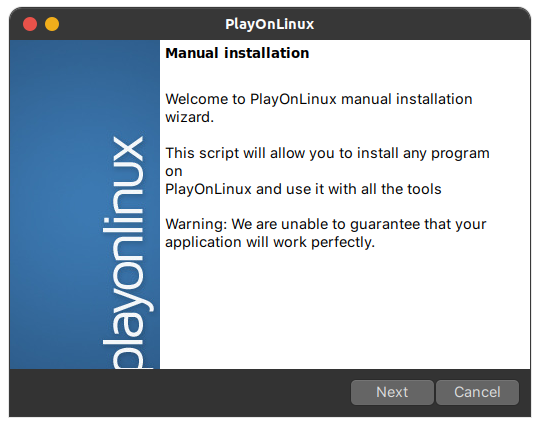 PlayOnLinux
Manual installation
Welcome to PlayOnLinux manual installation
wizard.
This script will allow you to install any program
on
PlayOnLinux and use it with all the tools
Warning: We are unable to guarantee that your
application will work perfectly.
playonlinux
Next
Cancel